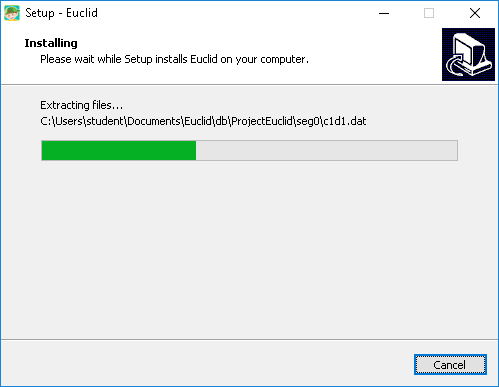 Setup - Euclid
Installing
Please wait while Setup installs Euclid on your computer.
Extracting files...
C:\Users\student\Documents\Euclid\db\ProjectEuclid\seg0\c1d1.dat
Cancel